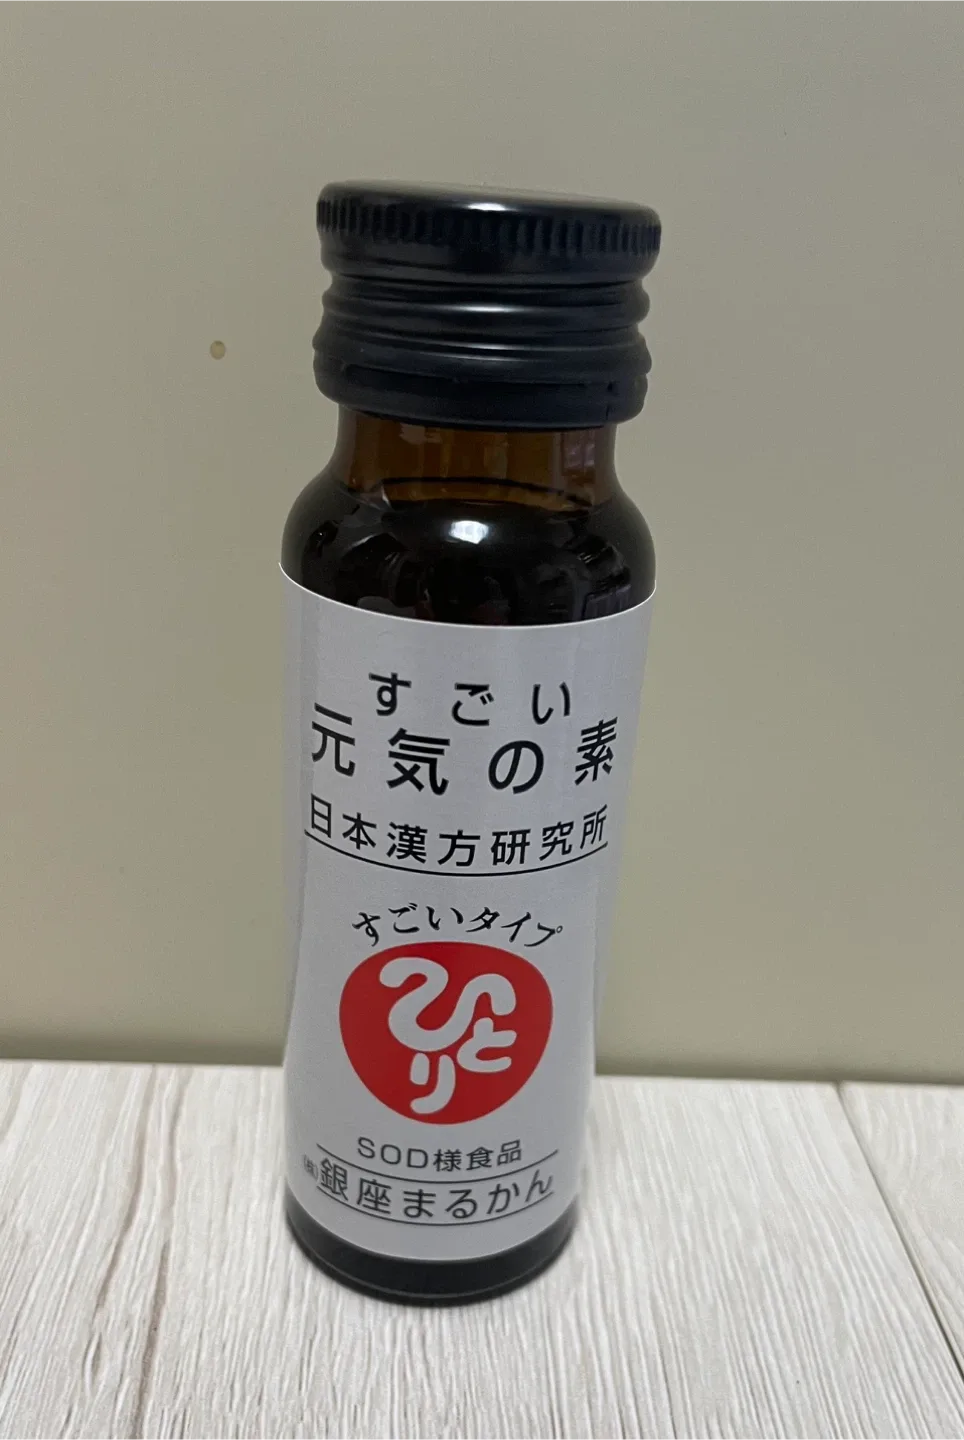 すごい
元気の素
日本漢方研究所
すごいタイプ
ひとり
SOD様食品
㈱銀座まるかん